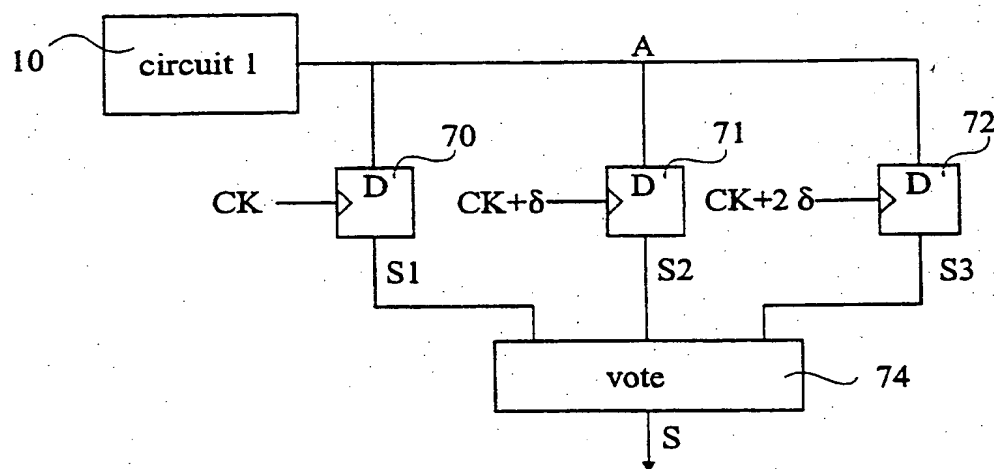 10
circuit 1
A
70
71
72
D
D
D
CK
CK+δ
CK+2 δ
S1
S2
S3
vote
74
S